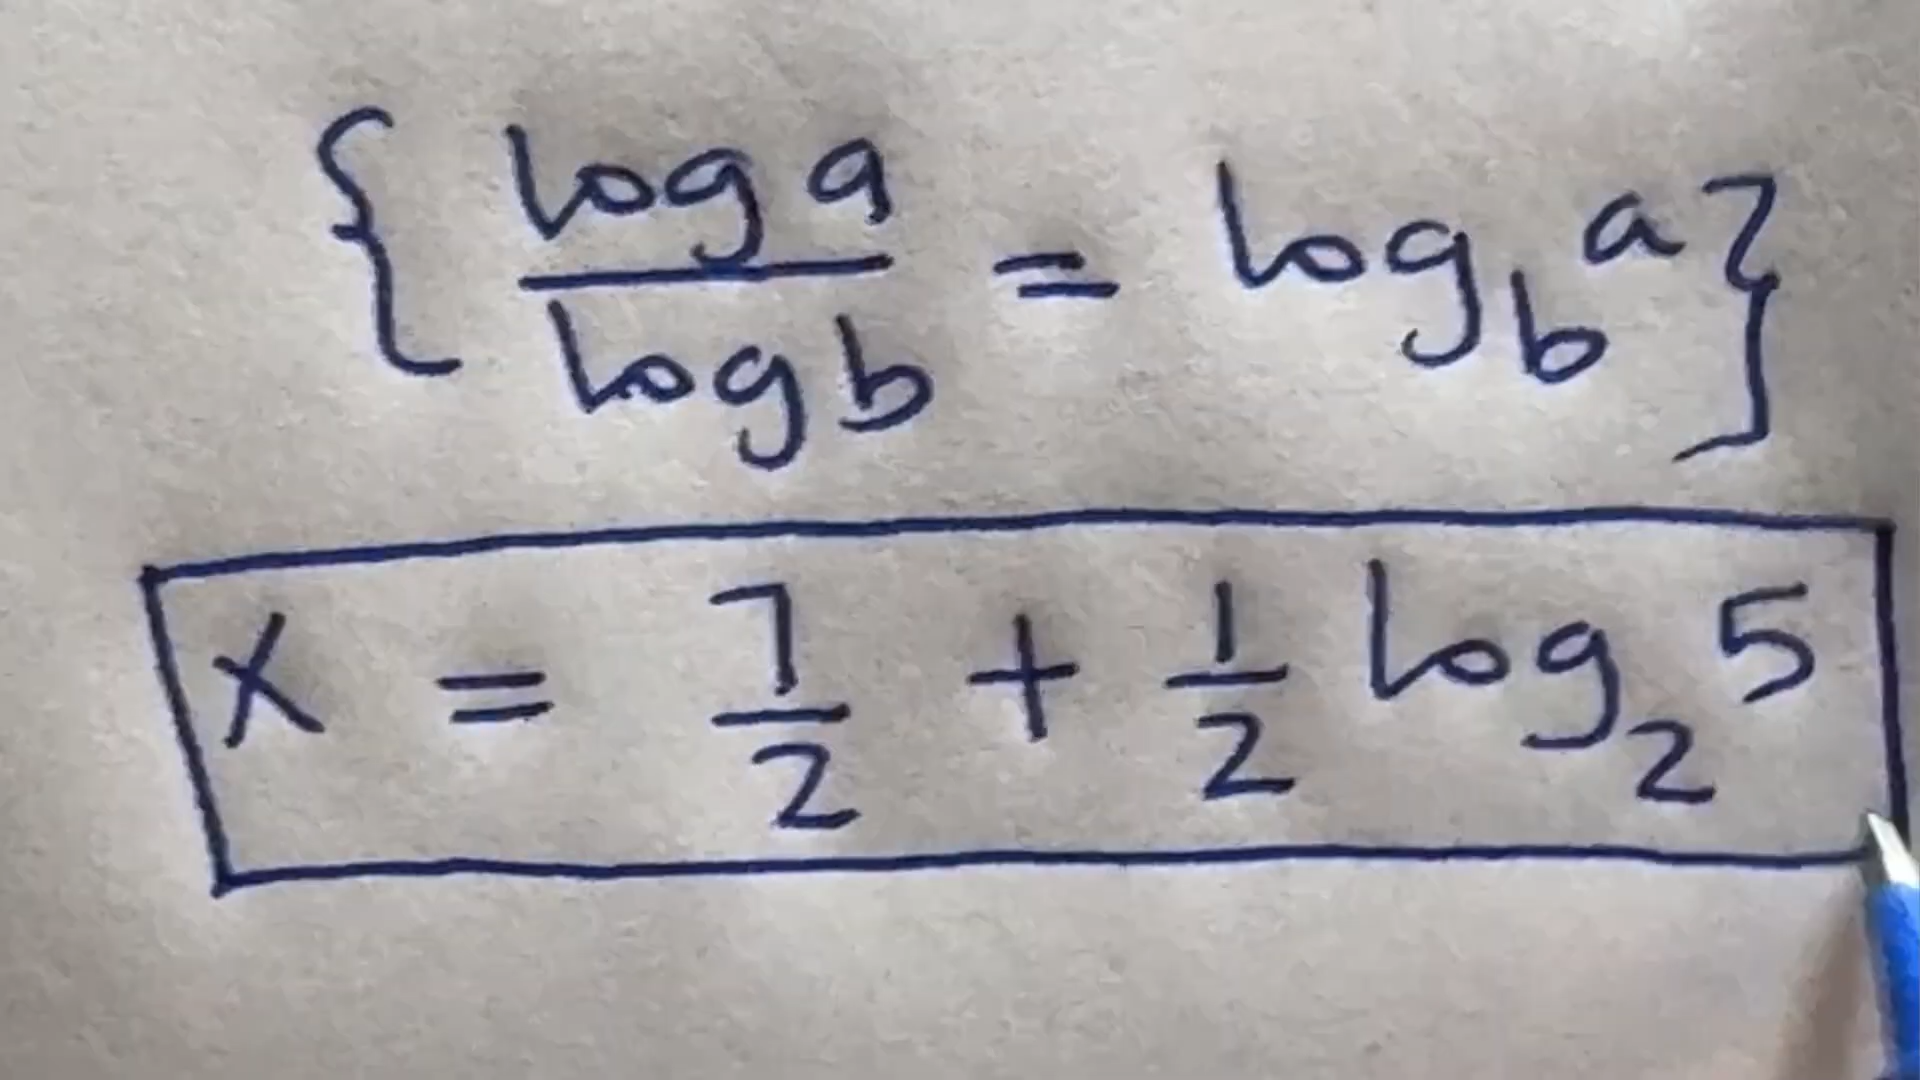 { log a / log b = log_b a }
x = 7/2 + 1/2 log_2 5